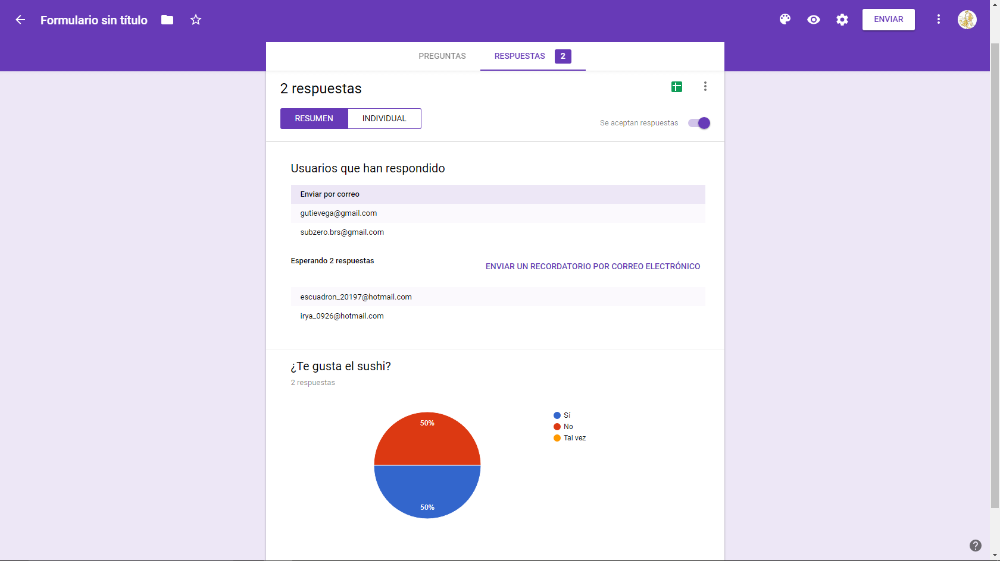 Formulario sin título
ENVIAR
PREGUNTAS
RESPUESTAS 2
2 respuestas
RESUMEN
INDIVIDUAL
Se aceptan respuestas
Usuarios que han respondido
Enviar por correo
gutievega@gmail.com
subzero.brs@gmail.com
Esperando 2 respuestas
ENVIAR UN RECORDATORIO POR CORREO ELECTRÓNICO
escuadron_20197@hotmail.com
irya_0926@hotmail.com
¿Te gusta el sushi?
2 respuestas
50%
50%
Sí
No
Tal vez